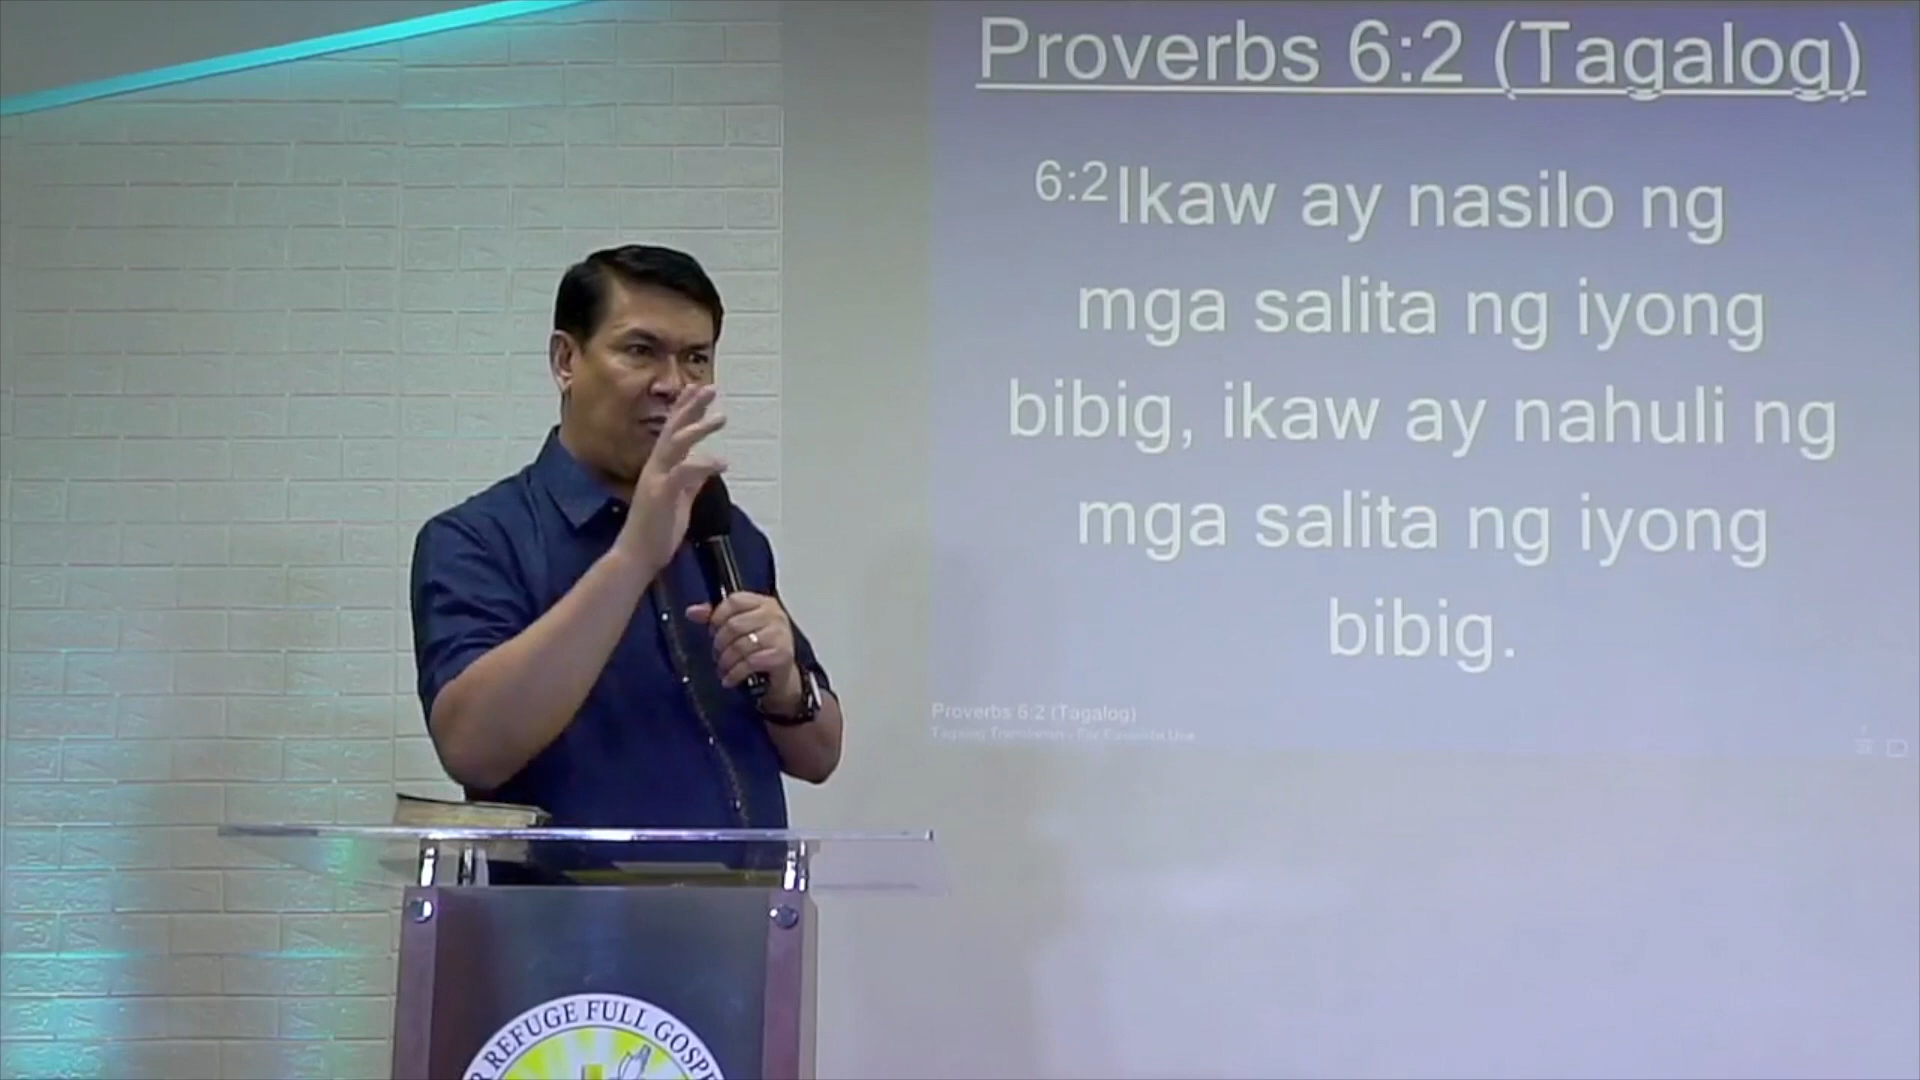 Proverbs 6:2 (Tagalog)
6:2Ikaw ay nasilo ng
mga salita ng iyong
bibig, ikaw ay nahuli ng
mga salita ng iyong
bibig.
Proverbs 6:2 (Tagalog)
REFUGE FULL GOSPE